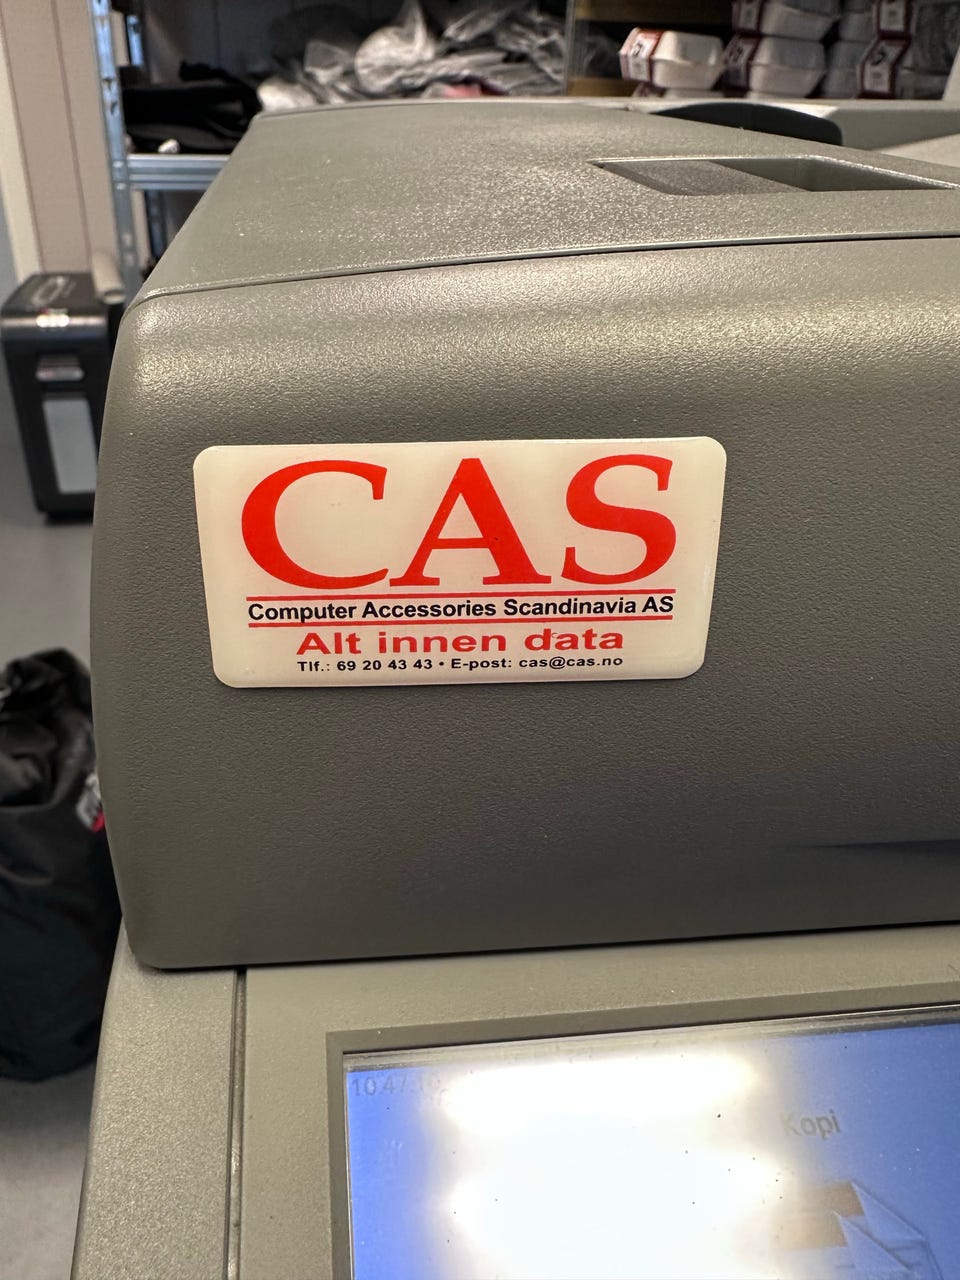 CAS
Computer Accessories Scandinavia AS
Alt innen data
Tlf.: 69 20 43 43 • E-post: cas@cas.no
Kopi